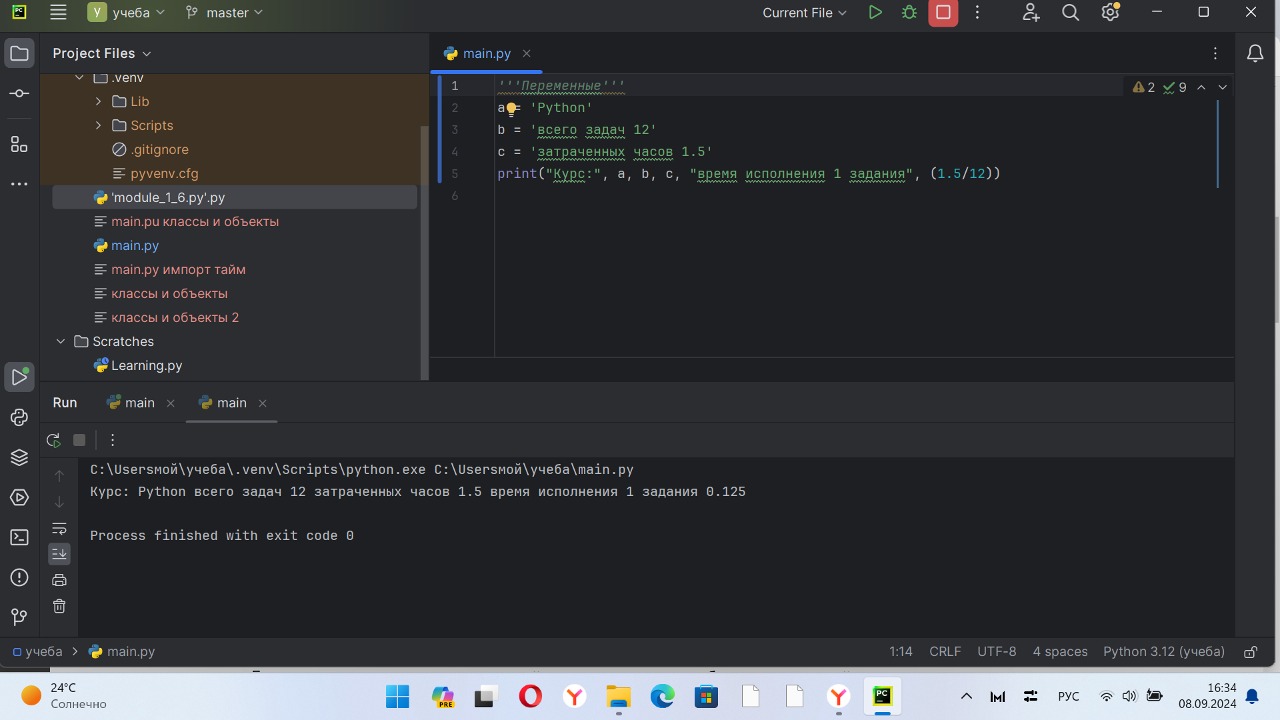 PC учеба master Current File
Project Files
main.py
.venv
Lib
Scripts
.gitignore
pyvenv.cfg
'module_1_6.py'.py
main.pu классы и объекты
main.py
main.py импорт тайм
классы и объекты
классы и объекты 2
Scratches
Learning.py
1 '''Переменные'''
2 a = 'Python'
3 b = 'всего задач 12'
4 c = 'затраченных часов 1.5'
5 print("Курс:", a, b, c, "время исполнения 1 задания", (1.5/12))
6
2 9
Run main main
C:\Usersмой\учеба\.venv\Scripts\python.exe C:\Usersмой\учеба\main.py
Курс: Python всего задач 12 затраченных часов 1.5 время исполнения 1 задания 0.125
Process finished with exit code 0
учеба > main.py 1:14 CRLF UTF-8 4 spaces Python 3.12 (учеба)
24°C
Солнечно
PRE
PC
РУС
16:34
08.09.2024